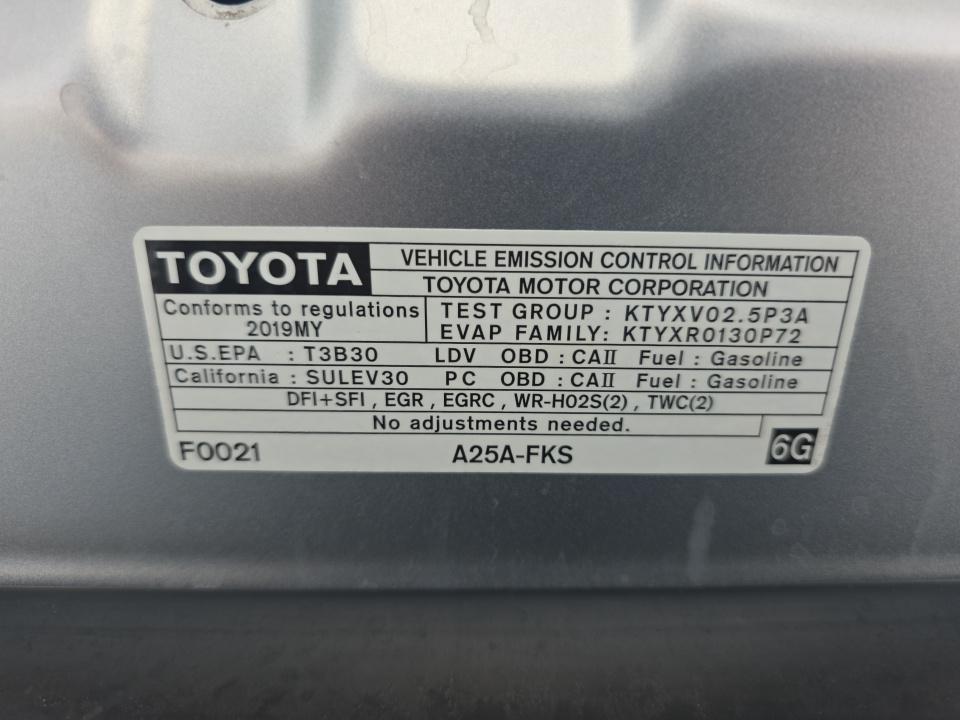 TOYOTA VEHICLE EMISSION CONTROL INFORMATION
TOYOTA MOTOR CORPORATION
Conforms to regulations
2019MY
TEST GROUP : KTYXV02.5P3A
EVAP FAMILY: KTYXR0130P72
U.S.EPA : T3B30 LDV OBD : CAII Fuel : Gasoline
California : SULEV30 PC OBD : CAII Fuel : Gasoline
DFI+SFI , EGR , EGRC , WR-HO2S(2) , TWC(2)
No adjustments needed.
F0021 A25A-FKS 6G